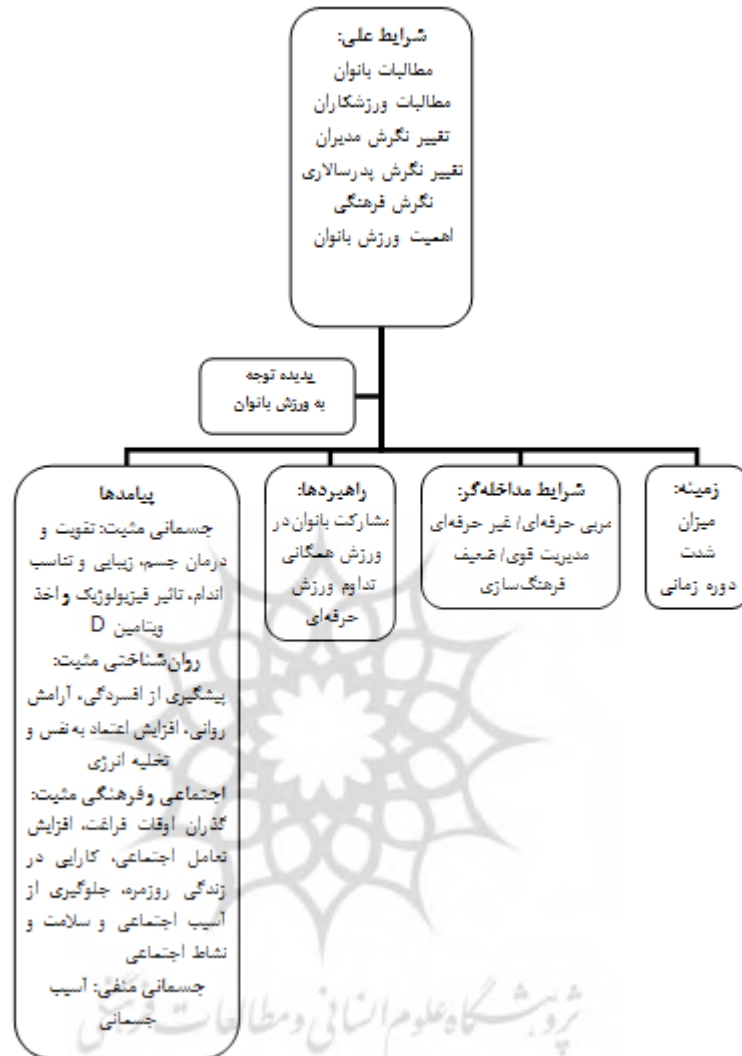 شرایط علی:
مطالبات بانوان
مطالبات ورزشکاران
تقییر نگرش مدیران
تقییر نگرش پدرسالاری
نگرش فرهنگی
اهمیت ورزش بانوان
پدیده توجه
به ورزش بانوان
زمینه:
میزان
شدت
دوره زمانی
شرایط مداخله‌گر:
مربی حرفه‌ای/ غیر حرفه‌ای
مدیریت قوی/ ضعیف
فرهنگ‌سازی
راهبردها:
مشارکت بانوان در
ورزش همگانی
تداوم ورزش
حرفه‌ای
پیامدها
جسمانی مثبت: تقویت و
درمان جسم، زیبایی و تناسب
اندام، تاثیر فیزیولوژیک و اخذ
ویتامین D
روان‌شناختی مثبت:
پیشگیری از افسردگی، آرامش
روانی، افزایش اعتماد به نفس و
تخلیه انرژی
اجتماعی و فرهنگی مثبت:
گذران اوقات فراغت، افزایش
تعامل اجتماعی، کارایی در
زندگی روزمره، جلوگیری از
آسیب اجتماعی و سلامت و
نشاط اجتماعی
جسمانی منفی: آسیب
جسمانی
پژوهشگاه علوم انسانی و مطالعات فرهنگی